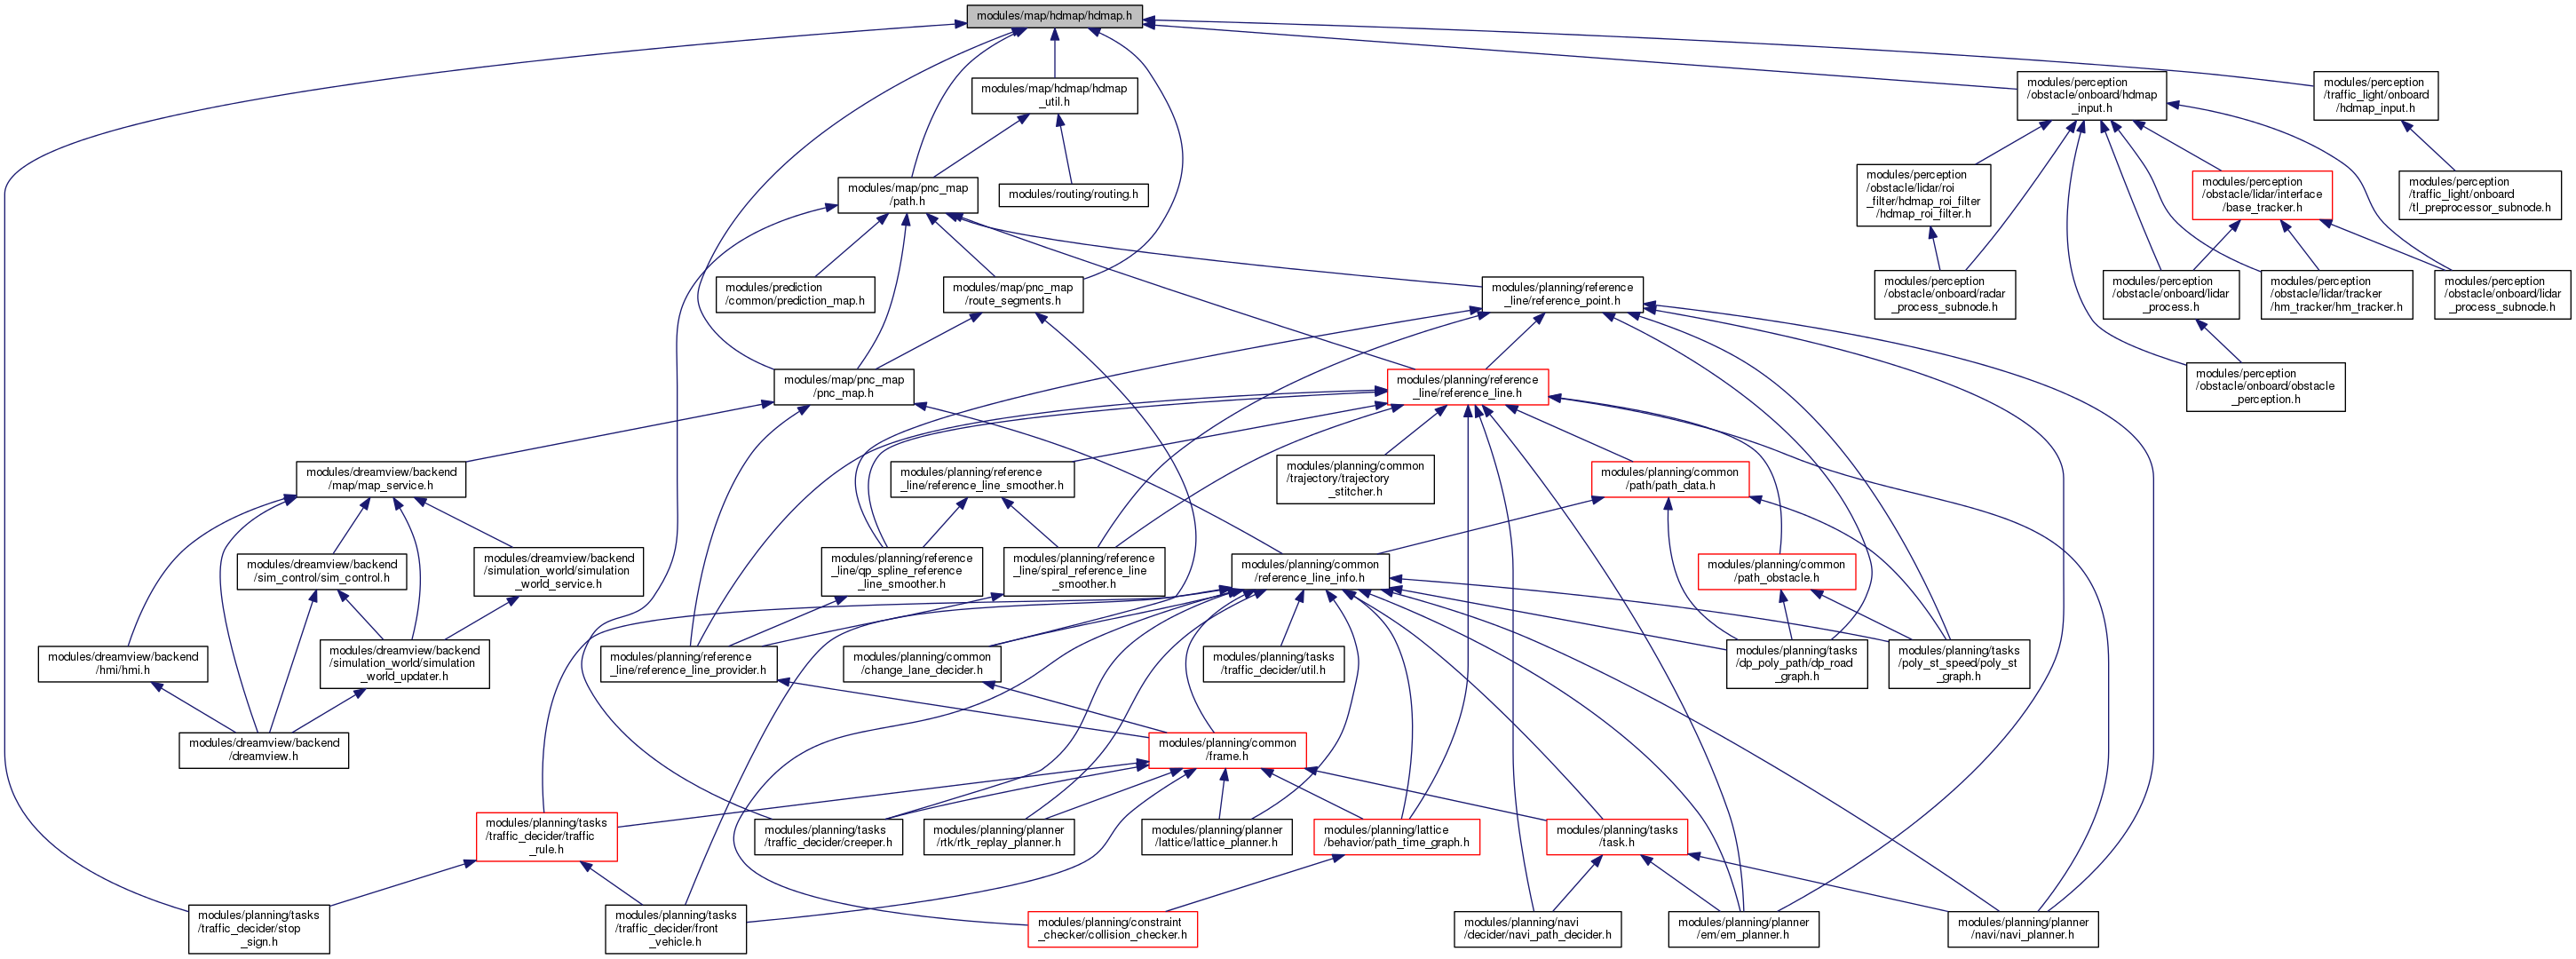 modules/map/hdmap/hdmap.h
modules/map/hdmap/hdmap
_util.h
modules/perception
/obstacle/onboard/hdmap
_input.h
modules/perception
/traffic_light/onboard
/hdmap_input.h
modules/map/pnc_map
/path.h
modules/routing/routing.h
modules/perception
/obstacle/lidar/roi
_filter/hdmap_roi_filter
/hdmap_roi_filter.h
modules/perception
/obstacle/lidar/interface
/base_tracker.h
modules/perception
/traffic_light/onboard
/tl_preprocessor_subnode.h
modules/prediction
/common/prediction_map.h
modules/map/pnc_map
/route_segments.h
modules/planning/reference
_line/reference_point.h
modules/perception
/obstacle/onboard/radar
_process_subnode.h
modules/perception
/obstacle/onboard/lidar
_process.h
modules/perception
/obstacle/lidar/tracker
/hm_tracker/hm_tracker.h
modules/perception
/obstacle/onboard/lidar
_process_subnode.h
modules/map/pnc_map
/pnc_map.h
modules/planning/reference
_line/reference_line.h
modules/perception
/obstacle/onboard/obstacle
_perception.h
modules/dreamview/backend
/map/map_service.h
modules/planning/reference
_line/reference_line_smoother.h
modules/planning/common
/trajectory/trajectory
_stitcher.h
modules/planning/common
/path/path_data.h
modules/dreamview/backend
/sim_control/sim_control.h
modules/dreamview/backend
/simulation_world/simulation
_world_service.h
modules/planning/reference
_line/qp_spline_reference
_line_smoother.h
modules/planning/reference
_line/spiral_reference_line
_smoother.h
modules/planning/common
/reference_line_info.h
modules/planning/common
/path_obstacle.h
modules/dreamview/backend
/hmi/hmi.h
modules/dreamview/backend
/simulation_world/simulation
_world_updater.h
modules/planning/reference
_line/reference_line_provider.h
modules/planning/common
/change_lane_decider.h
modules/planning/tasks
/traffic_decider/util.h
modules/planning/tasks
/dp_poly_path/dp_road
_graph.h
modules/planning/tasks
/poly_st_speed/poly_st
_graph.h
modules/dreamview/backend
/dreamview.h
modules/planning/common
/frame.h
modules/planning/tasks
/traffic_decider/traffic
_rule.h
modules/planning/tasks
/traffic_decider/creeper.h
modules/planning/planner
/rtk/rtk_replay_planner.h
modules/planning/planner
/lattice/lattice_planner.h
modules/planning/lattice
/behavior/path_time_graph.h
modules/planning/tasks
/task.h
modules/planning/tasks
/traffic_decider/stop
_sign.h
modules/planning/tasks
/traffic_decider/front
_vehicle.h
modules/planning/constraint
_checker/collision_checker.h
modules/planning/navi
/decider/navi_path_decider.h
modules/planning/planner
/em/em_planner.h
modules/planning/planner
/navi/navi_planner.h